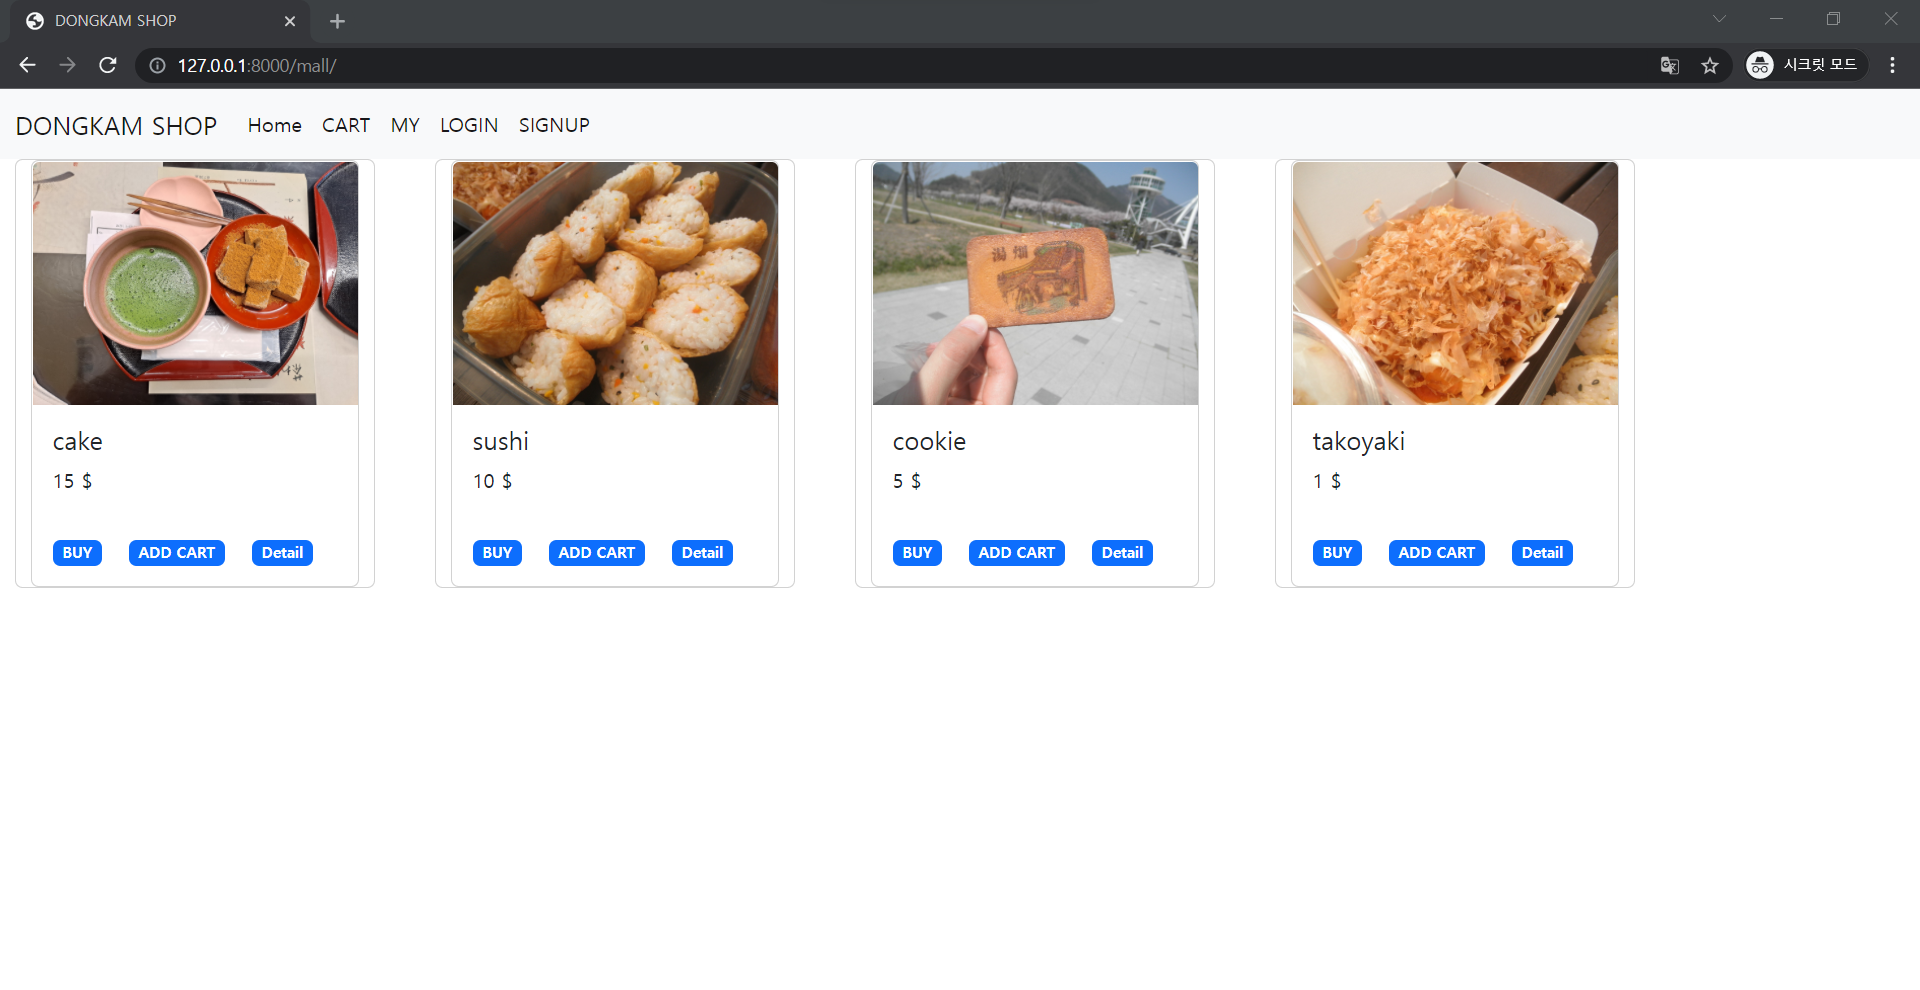 DONGKAM SHOP
127.0.0.1:8000/mall/
시크릿 모드
DONGKAM SHOP Home CART MY LOGIN SIGNUP
湯畑
cake
15 $
BUY ADD CART Detail
sushi
10 $
BUY ADD CART Detail
cookie
5 $
BUY ADD CART Detail
takoyaki
1 $
BUY ADD CART Detail